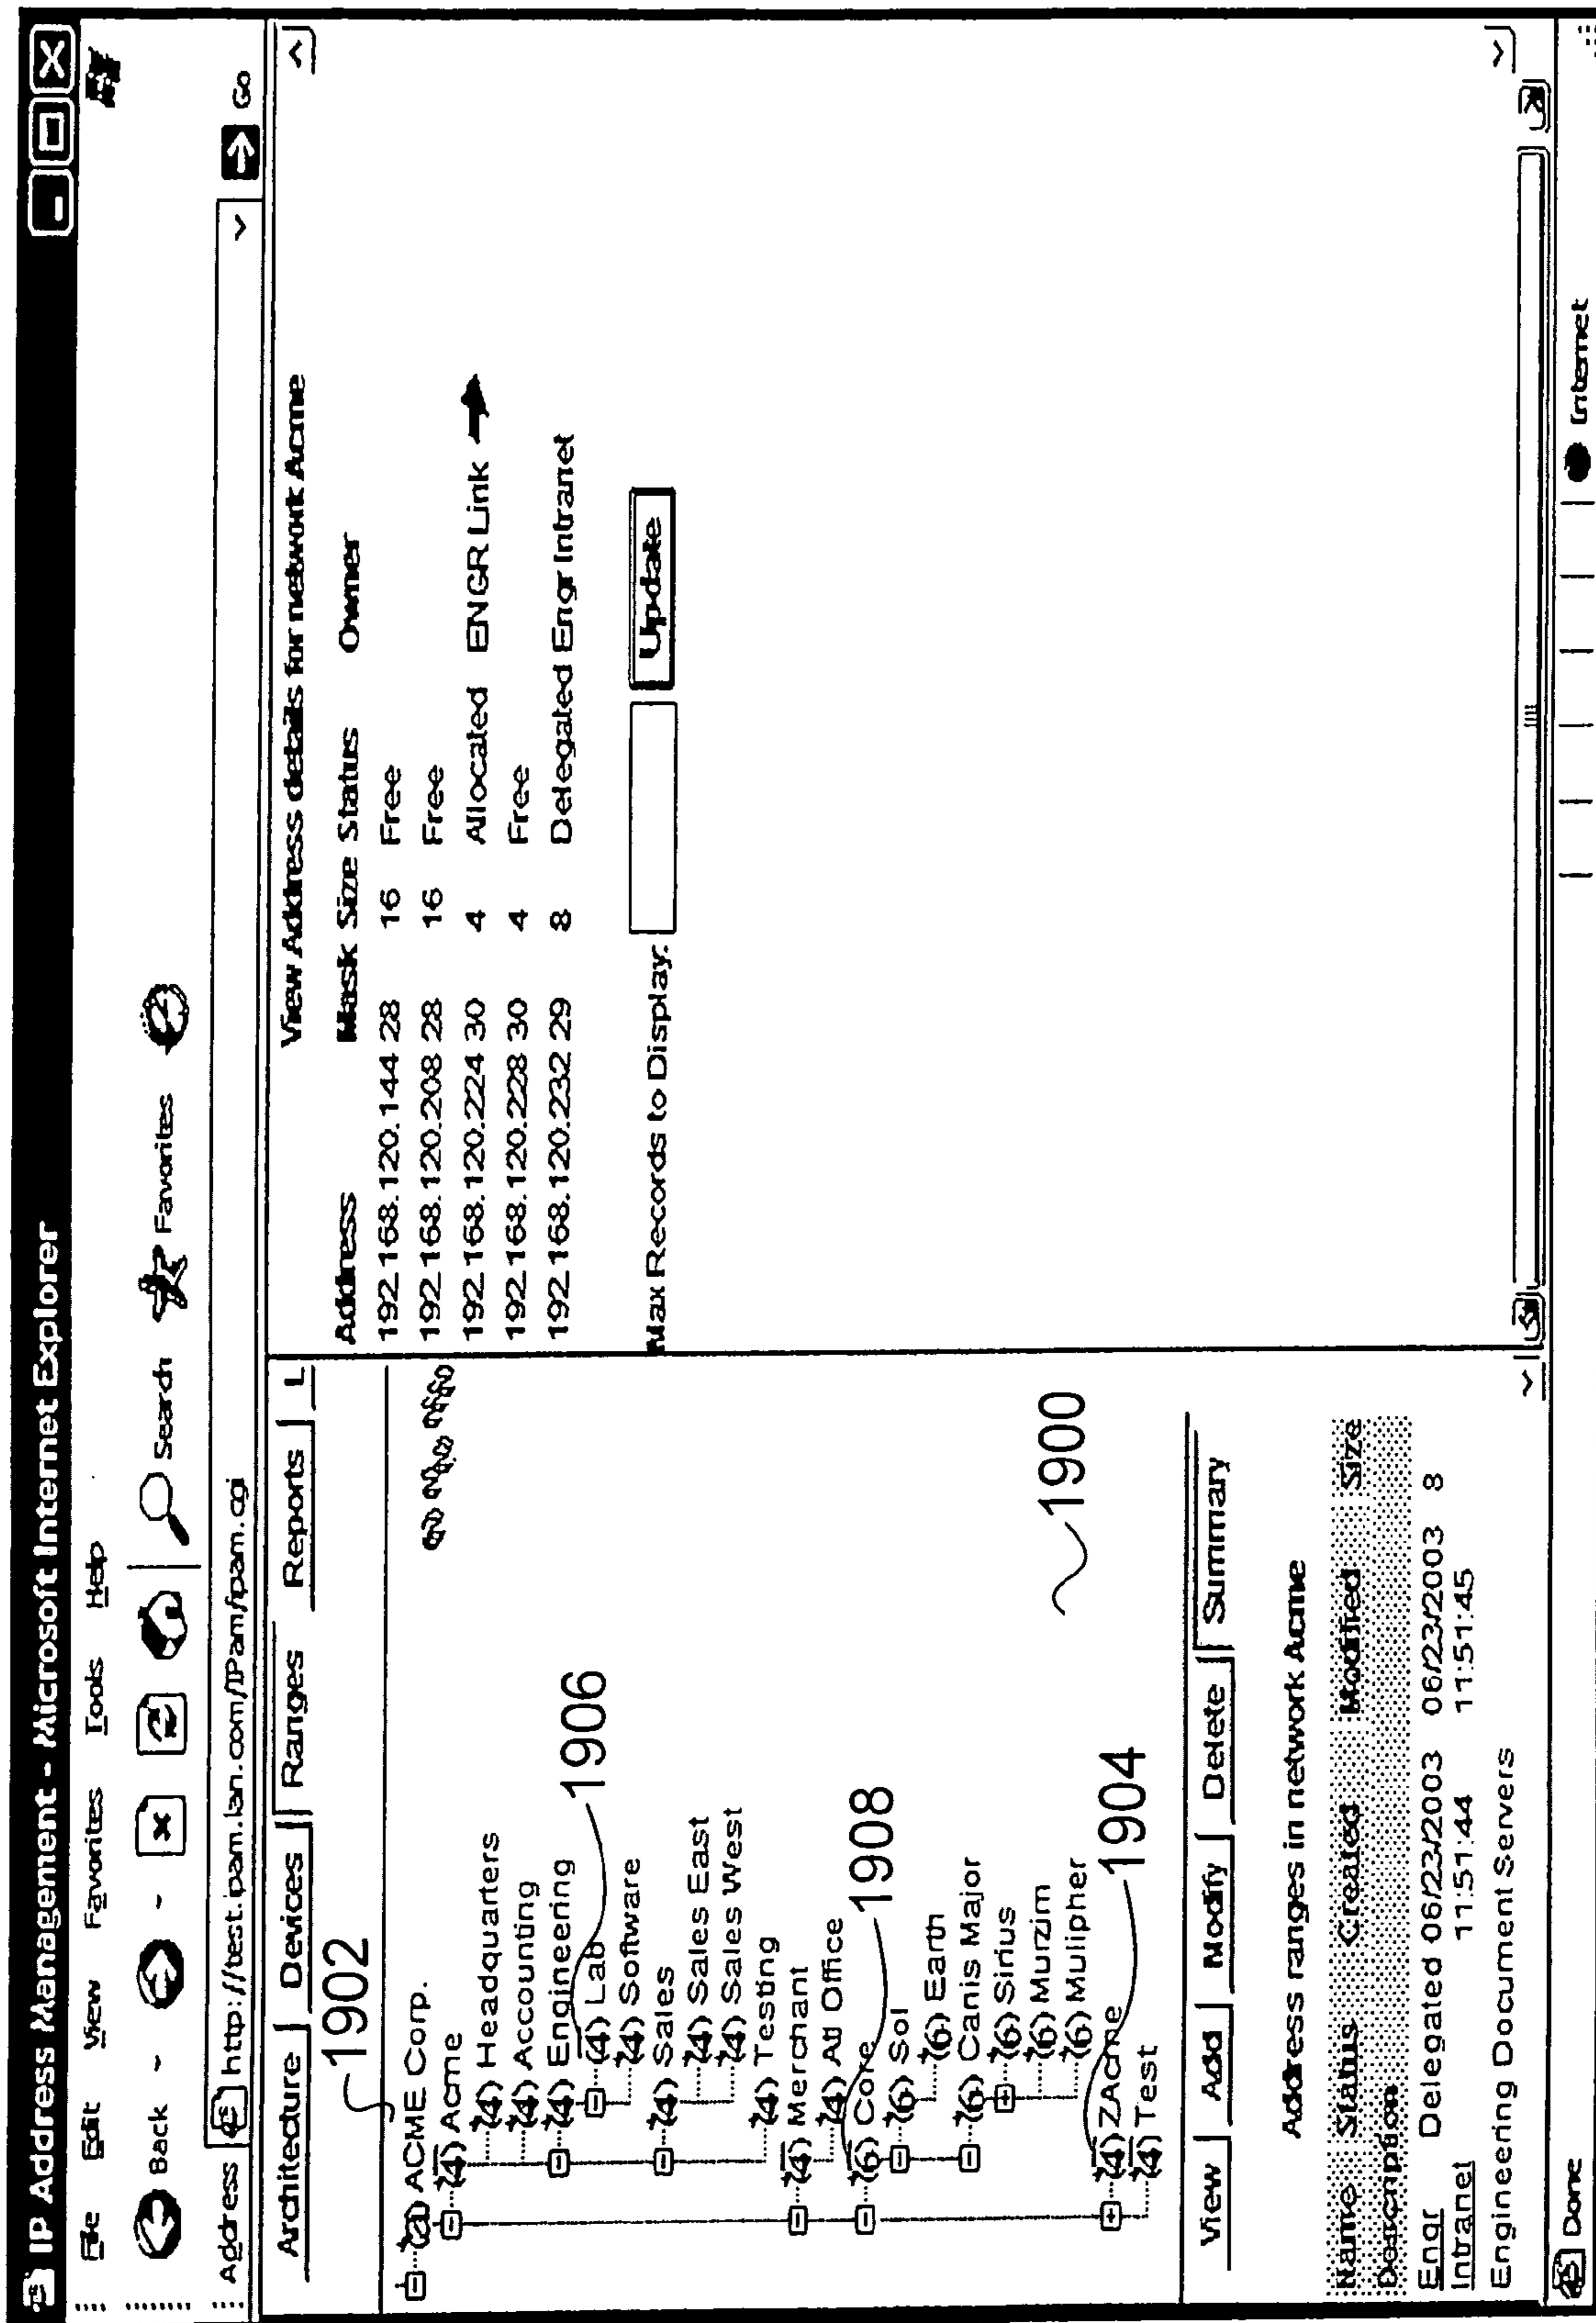 IP Address Management - Microsoft Internet Explorer
File Edit View Favorites Tools Help
Back - - Search Favorites
Address http://test.ipam.lan.com/IPam/ipam.cgi Go
Architecture Devices Ranges Reports L
1902
ACME Corp.
(4) Acme
(4) Headquarters
(4) Accounting
(4) Engineering
(4) Lab 1906
(4) Software
(4) Sales
(4) Sales East
(4) Sales West
(4) Testing
(4) Merchant
(4) Atl Office
(6) Core 1908
(6) Sol
(6) Earth
(6) Canis Major
(6) Sirius
(6) Murzim
(6) Mulipher
(4) ZAcme 1904
(4) Test
1900
View Add Modify Delete Summary
Address ranges in network Acme
Name Status Created Modified Size
Description
Engr Delegated 06/23/2003 06/23/2003 8
Intranet 11:51:44 11:51:45
Engineering Document Servers
View Address details for network Acme
Address Mask Size Status Owner
192.168.120.144 28 16 Free
192.168.120.208 28 16 Free
192.168.120.224 30 4 Allocated ENGR Link
192.168.120.228 30 4 Free
192.168.120.232 29 8 Delegated Engr Intranet
Max Records to Display: Update
Done Internet